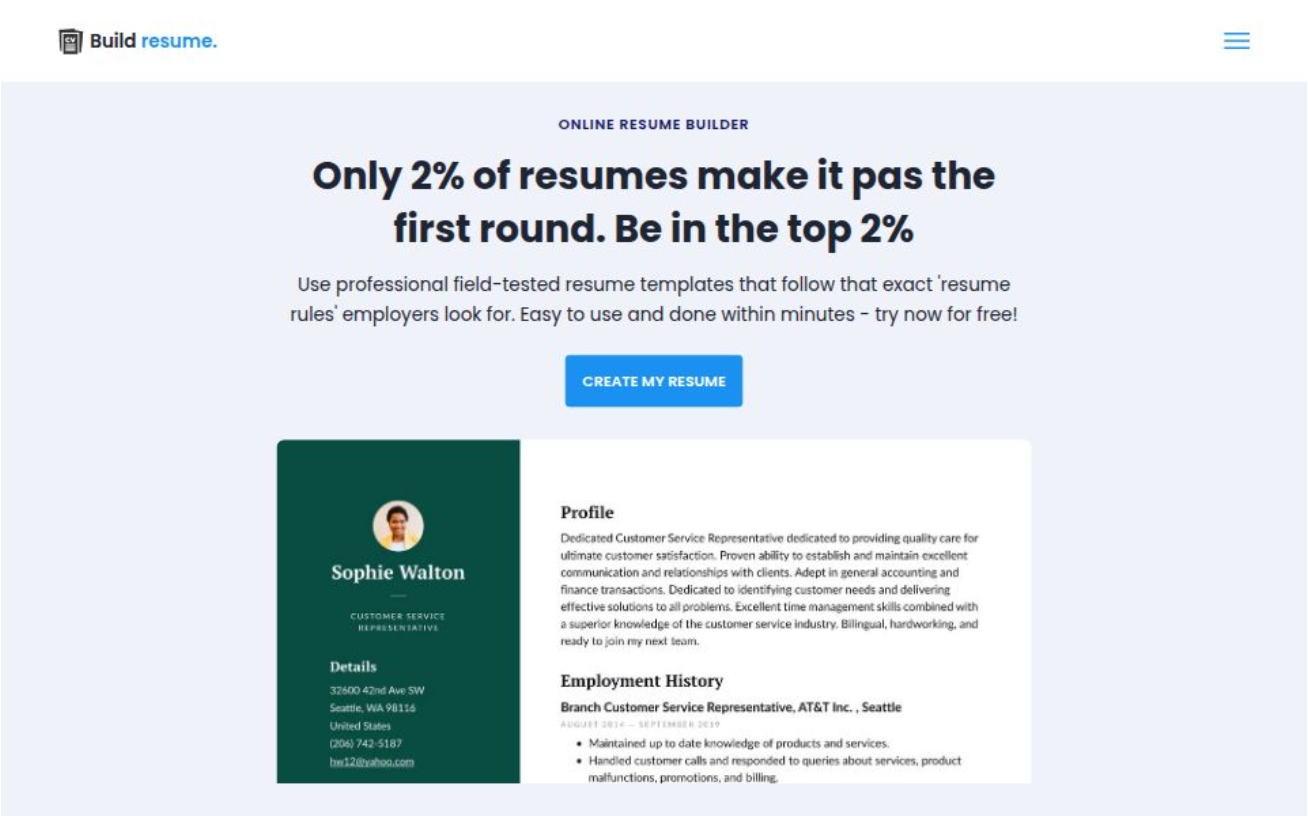 CV
Build resume.
ONLINE RESUME BUILDER
Only 2% of resumes make it pas the
first round. Be in the top 2%
Use professional field-tested resume templates that follow that exact 'resume
rules' employers look for. Easy to use and done within minutes - try now for free!
CREATE MY RESUME
Sophie Walton
CUSTOMER SERVICE
REPRESENTATIVE
Details
32600 42nd Ave SW
Seattle, WA 98116
United States
(206) 742-5187
hw12@yahoo.com
Profile
Dedicated Customer Service Representative dedicated to providing quality care for
ultimate customer satisfaction. Proven ability to establish and maintain excellent
communication and relationships with clients. Adept in general accounting and
finance transactions. Dedicated to identifying customer needs and delivering
effective solutions to all problems. Excellent time management skills combined with
a superior knowledge of the customer service industry. Bilingual, hardworking, and
ready to join my next team.
Employment History
Branch Customer Service Representative, AT&T Inc. , Seattle
AUGUST 2014 — SEPTEMBER 2019
• Maintained up to date knowledge of products and services.
• Handled customer calls and responded to queries about services, product
malfunctions, promotions, and billing.